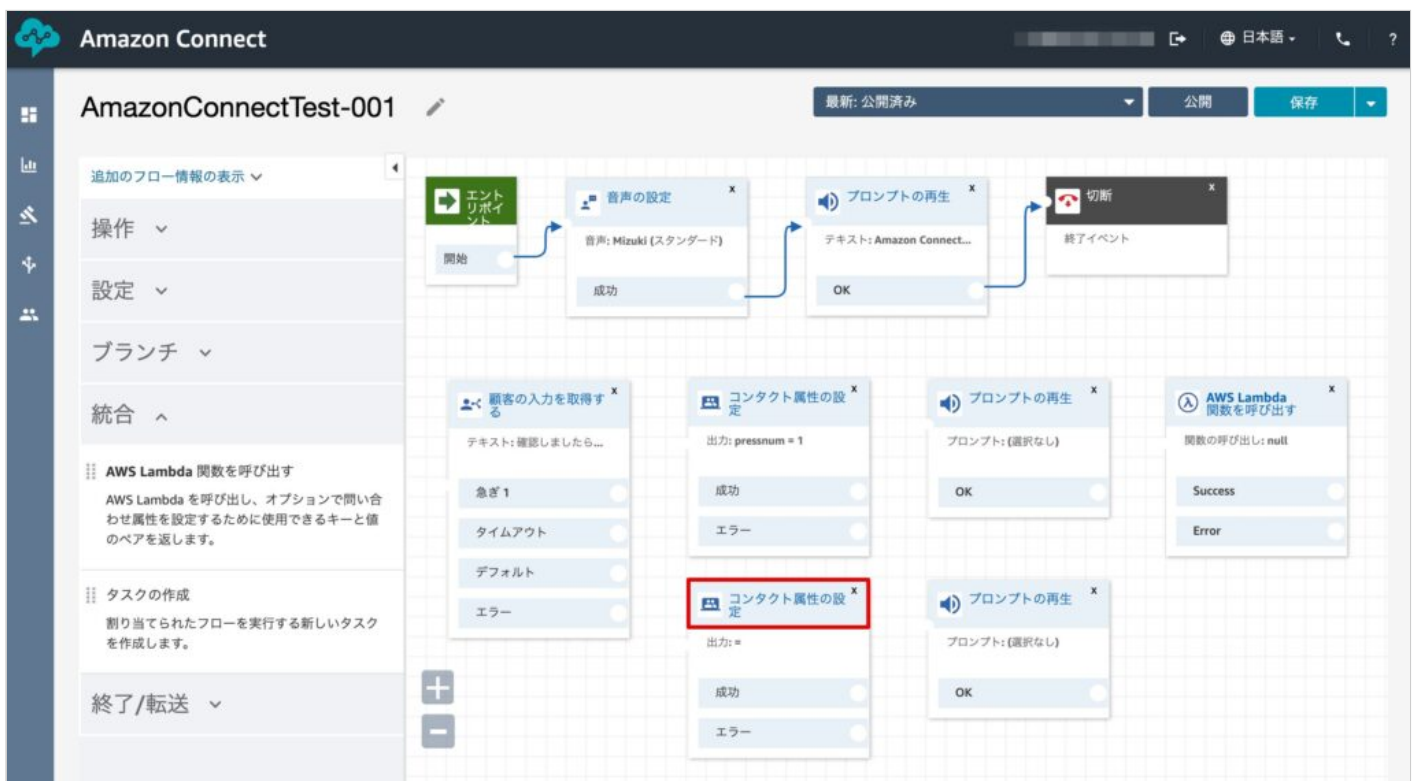 Amazon Connect
日本語
?
AmazonConnectTest-001
最新: 公開済み
公開
保存
追加のフロー情報の表示
操作
設定
ブランチ
統合
AWS Lambda 関数を呼び出す
AWS Lambda を呼び出し、オプションで問い合
わせ属性を設定するために使用できるキーと値
のペアを返します。
タスクの作成
割り当てられたフローを実行する新しいタスク
を作成します。
終了/転送
エント
リポイ
ント
開始
音声の設定
x
音声: Mizuki (スタンダード)
成功
プロンプトの再生
x
テキスト: Amazon Connect...
OK
切断
x
終了イベント
顧客の入力を取得す
る
x
テキスト: 確認しましたら...
急ぎ 1
タイムアウト
デフォルト
エラー
コンタクト属性の設
定
x
出力: pressnum = 1
成功
エラー
プロンプトの再生
x
プロンプト: (選択なし)
OK
AWS Lambda
関数を呼び出す
x
関数の呼び出し: null
Success
Error
コンタクト属性の設
定
x
出力: =
成功
エラー
プロンプトの再生
x
プロンプト: (選択なし)
OK